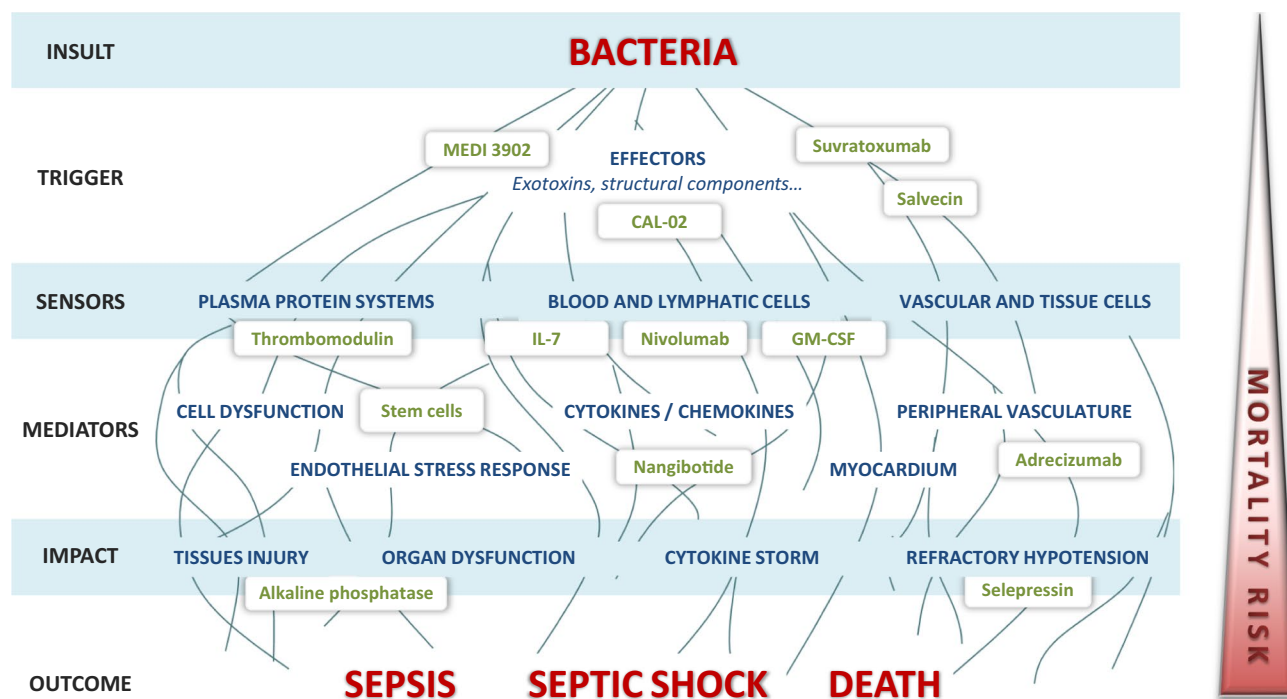 INSULT
BACTERIA
MEDI 3902
Suvratoxumab
EFFECTORS
TRIGGER
Exotoxins, structural components...
Salvecin
CAL-02
SENSORS
PLASMA PROTEIN SYSTEMS
BLOOD AND LYMPHATIC CELLS
VASCULAR AND TISSUE CELLS
Thrombomodulin
IL-7
Nivolumab
GM-CSF
CELL DYSFUNCTION
Stem cells
CYTOKINES / CHEMOKINES
PERIPHERAL VASCULATURE
MEDIATORS
ENDOTHELIAL STRESS RESPONSE
Nangibotide
MYOCARDIUM
Adrecizumab
IMPACT
TISSUES INJURY
ORGAN DYSFUNCTION
CYTOKINE STORM
REFRACTORY HYPOTENSION
Alkaline phosphatase
Selepressin
OUTCOME
SEPSIS
SEPTIC SHOCK
DEATH
MORTALITY RISK